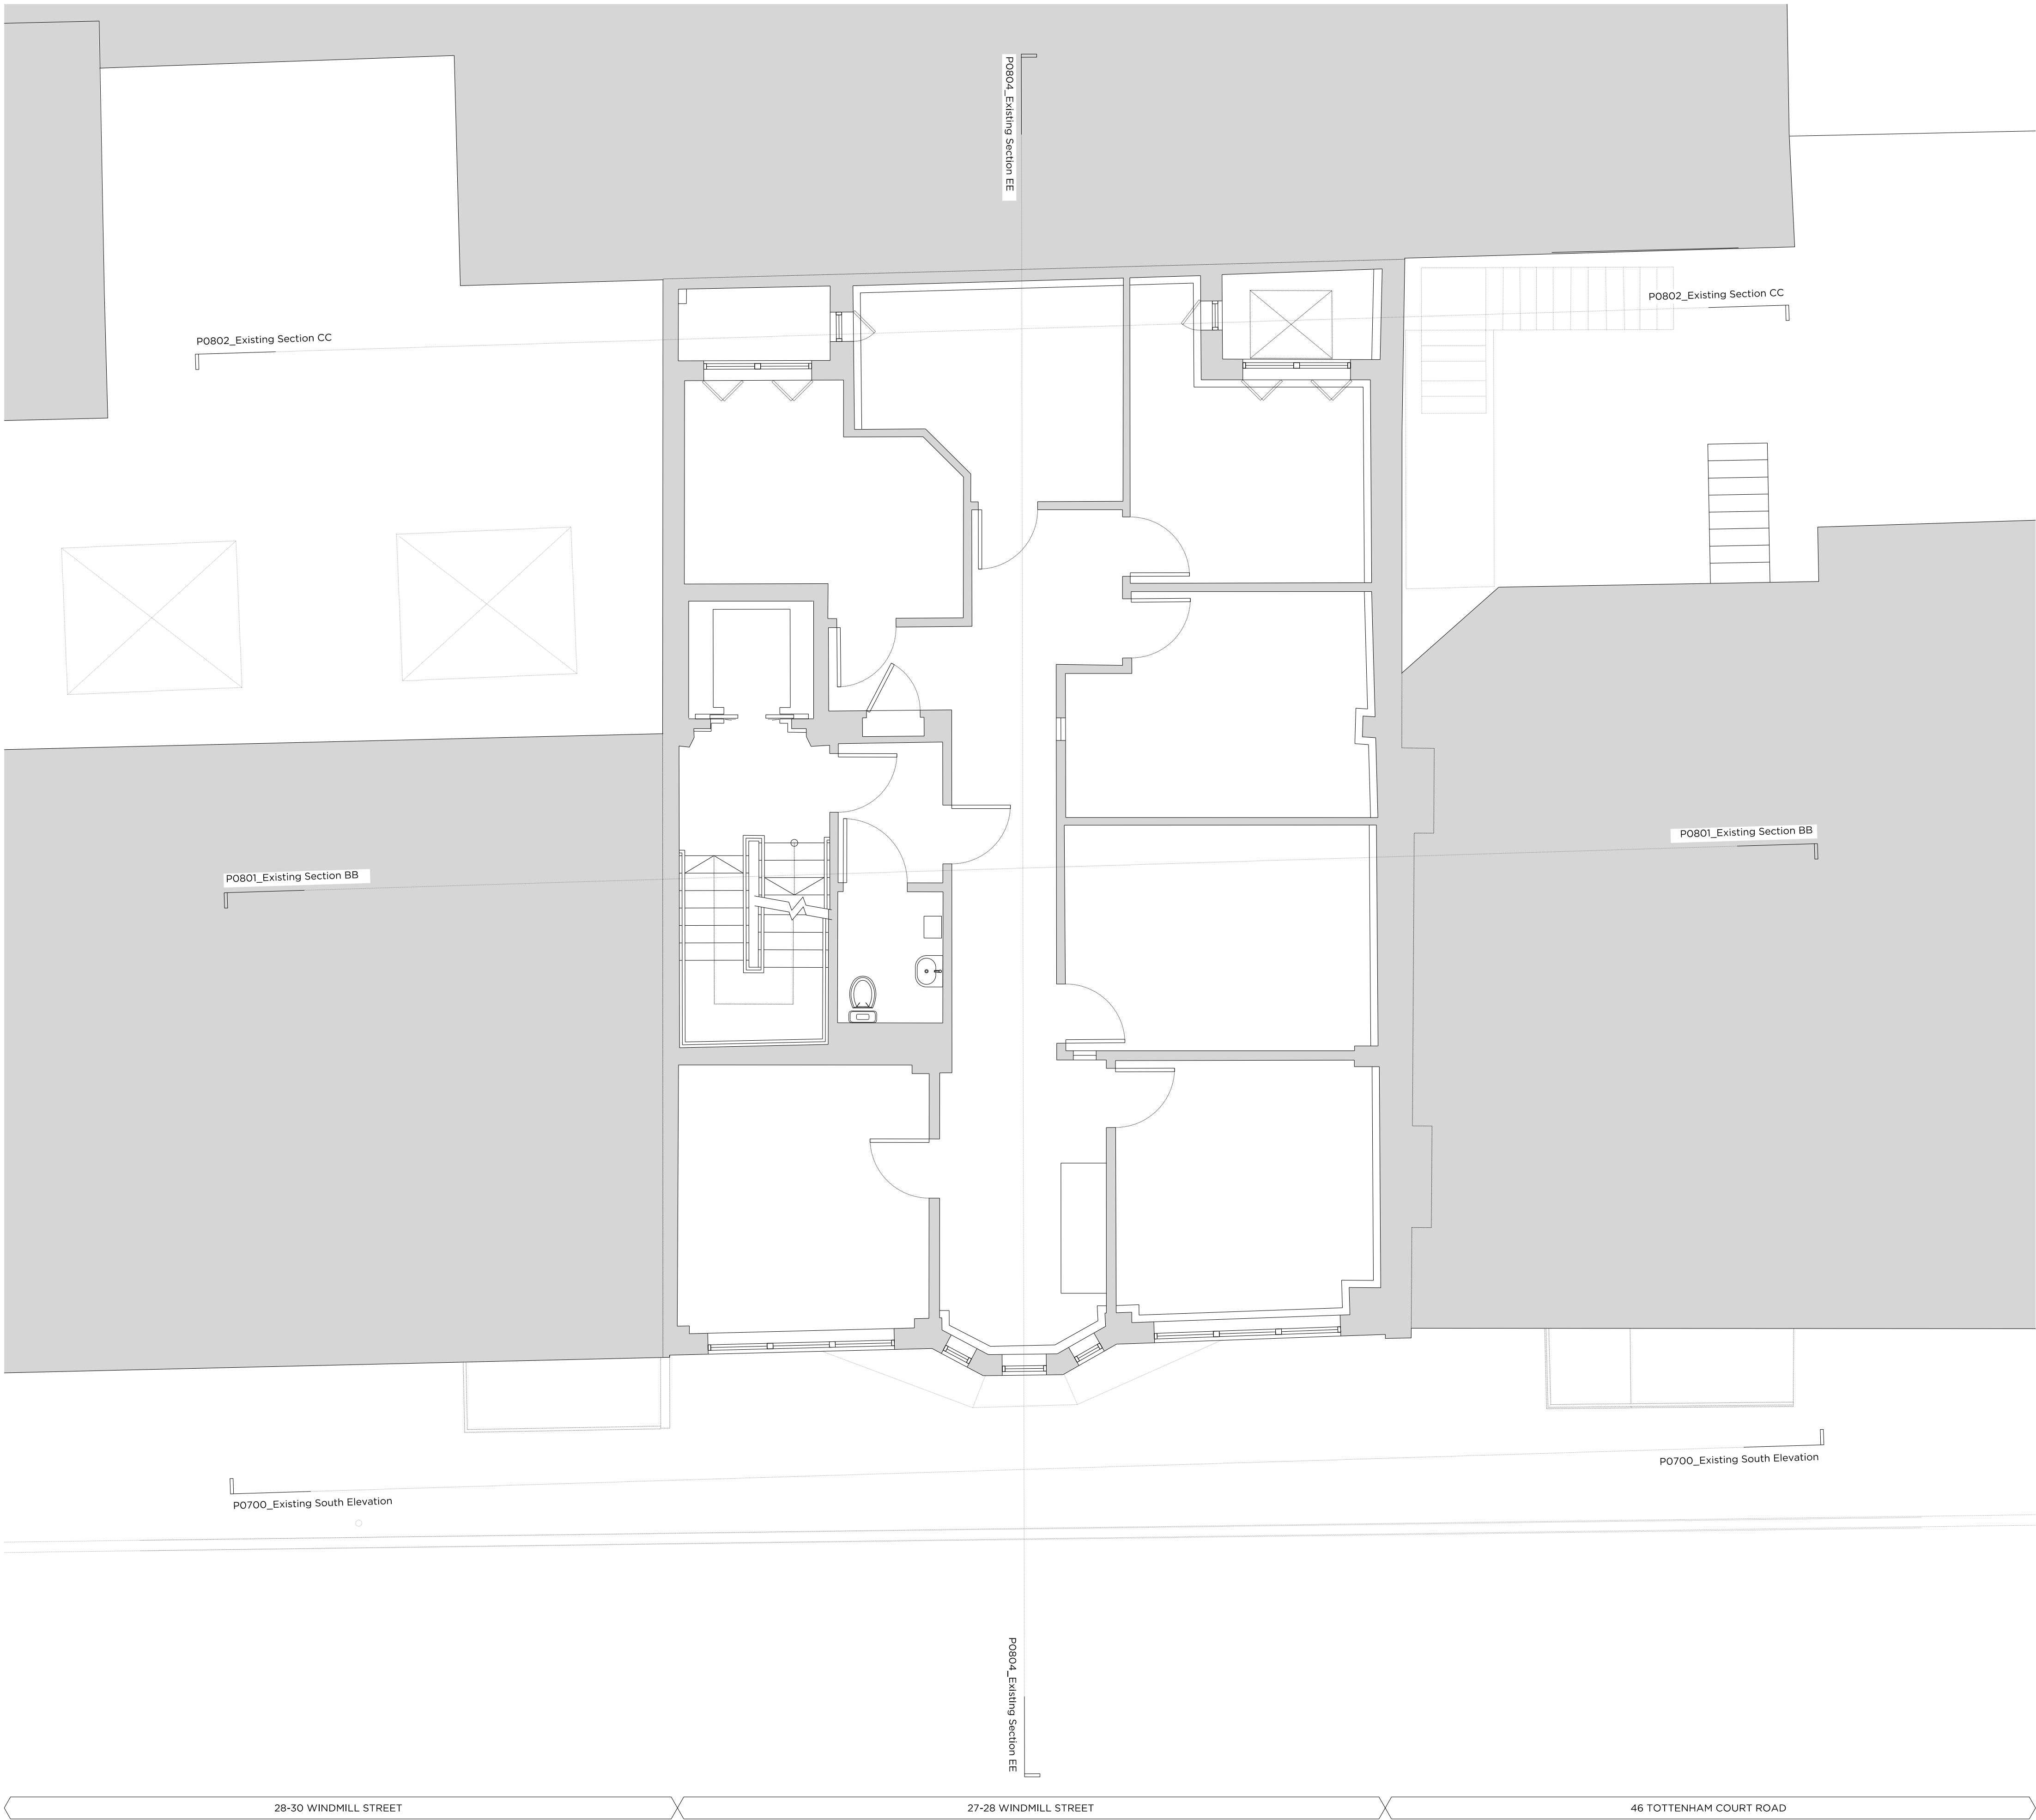 P0804_Existing Section EE
P0802_Existing Section CC
P0802_Existing Section CC
P0801_Existing Section BB
P0801_Existing Section BB
P0700_Existing South Elevation
P0700_Existing South Elevation
P0804_Existing Section EE
28-30 WINDMILL STREET
27-28 WINDMILL STREET
46 TOTTENHAM COURT ROAD